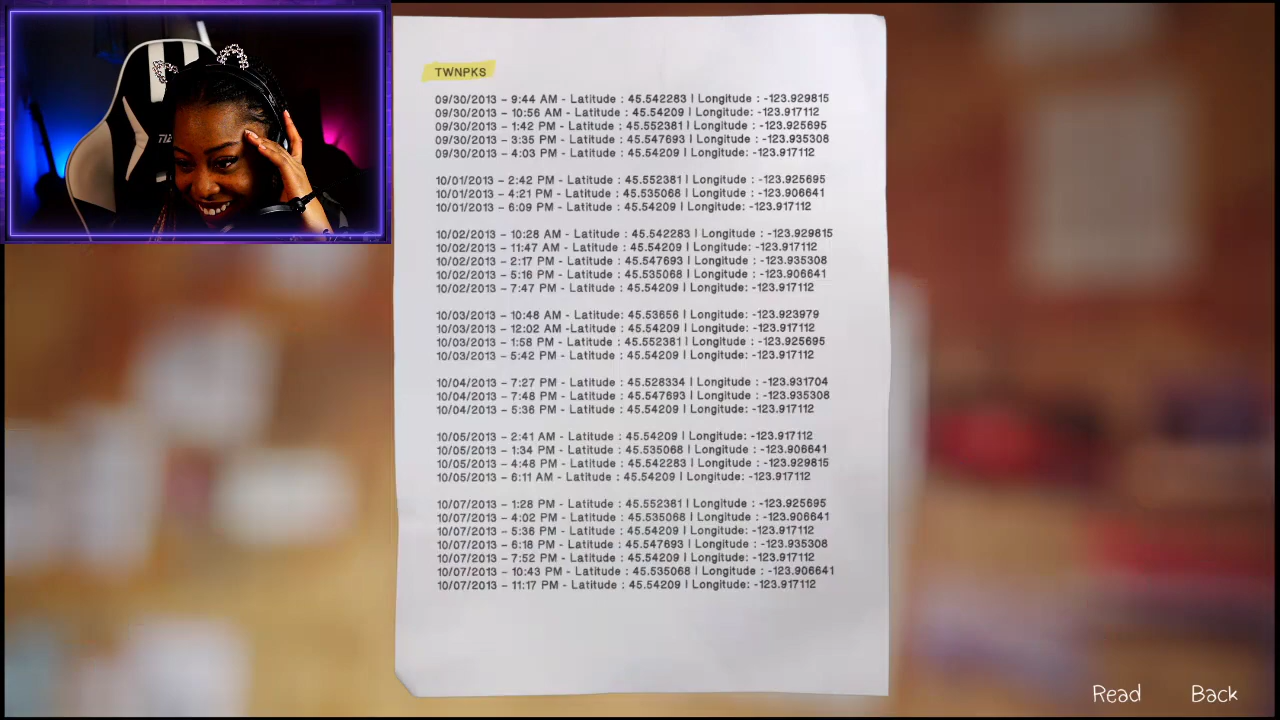 TWNPKS
09/30/2013 – 9:44 AM - Latitude : 45.542283 | Longitude : -123.929815
09/30/2013 – 10:56 AM - Latitude : 45.54209 | Longitude: -123.917112
09/30/2013 – 1:42 PM - Latitude : 45.552381 | Longitude : -123.925695
09/30/2013 – 3:35 PM - Latitude : 45.547693 | Longitude : -123.935308
09/30/2013 – 4:03 PM - Latitude : 45.54209 | Longitude: -123.917112
10/01/2013 – 2:42 PM - Latitude : 45.552381 | Longitude : -123.925695
10/01/2013 – 4:21 PM - Latitude : 45.535068 | Longitude : -123.906641
10/01/2013 – 6:09 PM - Latitude : 45.54209 | Longitude: -123.917112
10/02/2013 – 10:28 AM - Latitude : 45.542283 | Longitude : -123.929815
10/02/2013 – 11:47 AM - Latitude : 45.54209 | Longitude: -123.917112
10/02/2013 – 2:17 PM - Latitude : 45.547693 | Longitude : -123.935308
10/02/2013 – 5:16 PM - Latitude : 45.535068 | Longitude : -123.906641
10/02/2013 – 7:47 PM - Latitude : 45.54209 | Longitude: -123.917112
10/03/2013 – 10:48 AM -Latitude: 45.53656 | Longitude: -123.923979
10/03/2013 – 12:02 AM -Latitude : 45.54209 | Longitude: -123.917112
10/03/2013 – 1:58 PM - Latitude : 45.552381 | Longitude : -123.925695
10/03/2013 – 5:42 PM - Latitude : 45.54209 | Longitude: -123.917112
10/04/2013 – 7:27 PM - Latitude : 45.528334 | Longitude : -123.931704
10/04/2013 – 7:48 PM - Latitude : 45.547693 | Longitude : -123.935308
10/04/2013 – 5:36 PM - Latitude : 45.54209 | Longitude: -123.917112
10/05/2013 – 2:41 AM - Latitude : 45.54209 | Longitude: -123.917112
10/05/2013 – 1:34 PM - Latitude : 45.535068 | Longitude : -123.906641
10/05/2013 – 4:48 PM - Latitude : 45.542283 | Longitude : -123.929815
10/05/2013 – 6:11 AM - Latitude : 45.54209 | Longitude: -123.917112
10/07/2013 – 1:28 PM - Latitude : 45.552381 | Longitude : -123.925695
10/07/2013 – 4:02 PM - Latitude : 45.535068 | Longitude : -123.906641
10/07/2013 – 5:36 PM - Latitude : 45.54209 | Longitude: -123.917112
10/07/2013 – 6:18 PM - Latitude : 45.547693 | Longitude : -123.935308
10/07/2013 – 7:52 PM - Latitude : 45.54209 | Longitude: -123.917112
10/07/2013 – 10:43 PM - Latitude : 45.535068 | Longitude : -123.906641
10/07/2013 – 11:17 PM - Latitude : 45.54209 | Longitude: -123.917112
Read Back